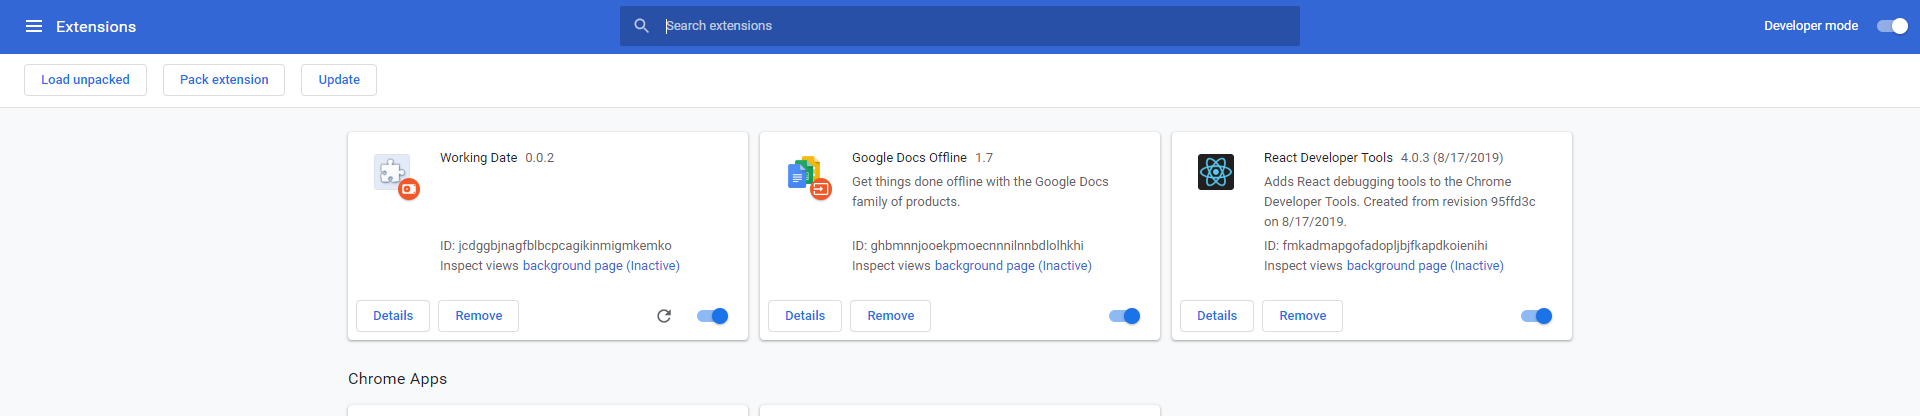 Extensions
Search extensions
Developer mode
Load unpacked
Pack extension
Update
Working Date 0.0.2
ID: jcdggbjnagfblbcpcagikinmigmkemko
Inspect views background page (Inactive)
Details
Remove
Google Docs Offline 1.7
Get things done offline with the Google Docs
family of products.
ID: ghbmnnjooekpmoecnnnilnnbdlolhkhi
Inspect views background page (Inactive)
Details
Remove
React Developer Tools 4.0.3 (8/17/2019)
Adds React debugging tools to the Chrome
Developer Tools. Created from revision 95ffd3c
on 8/17/2019.
ID: fmkadmapgofadopljbjfkapdkoienihi
Inspect views background page (Inactive)
Details
Remove
Chrome Apps